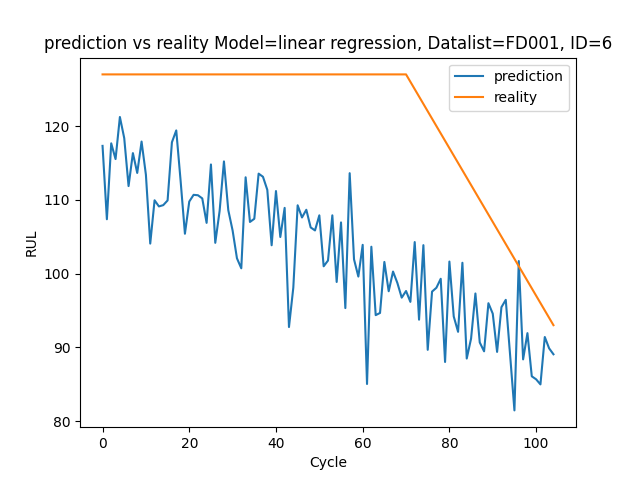 prediction vs reality Model=linear regression, Datalist=FD001, ID=6
prediction
reality
120
110
100
90
80
RUL
0 20 40 60 80 100
Cycle